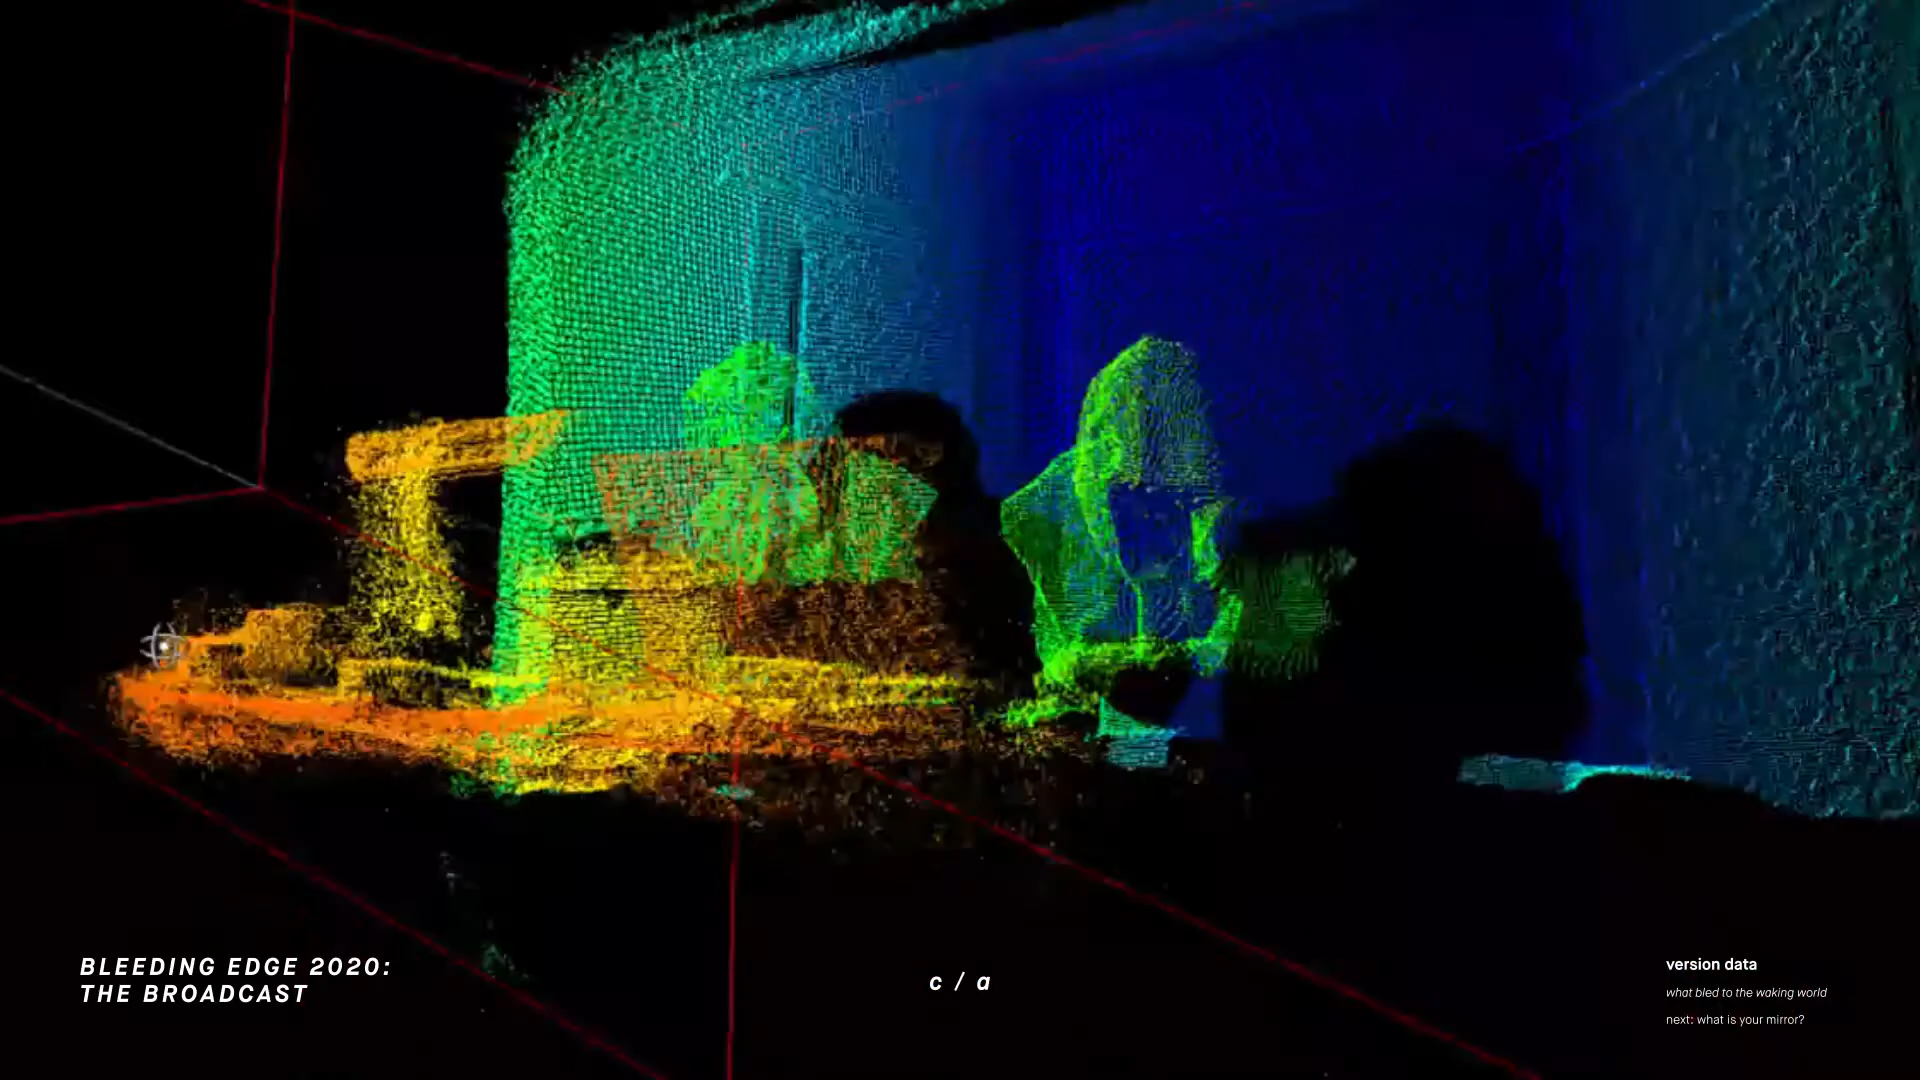 BLEEDING EDGE 2020:
THE BROADCAST
c / a
version data
what bled to the waking world
next: what is your mirror?